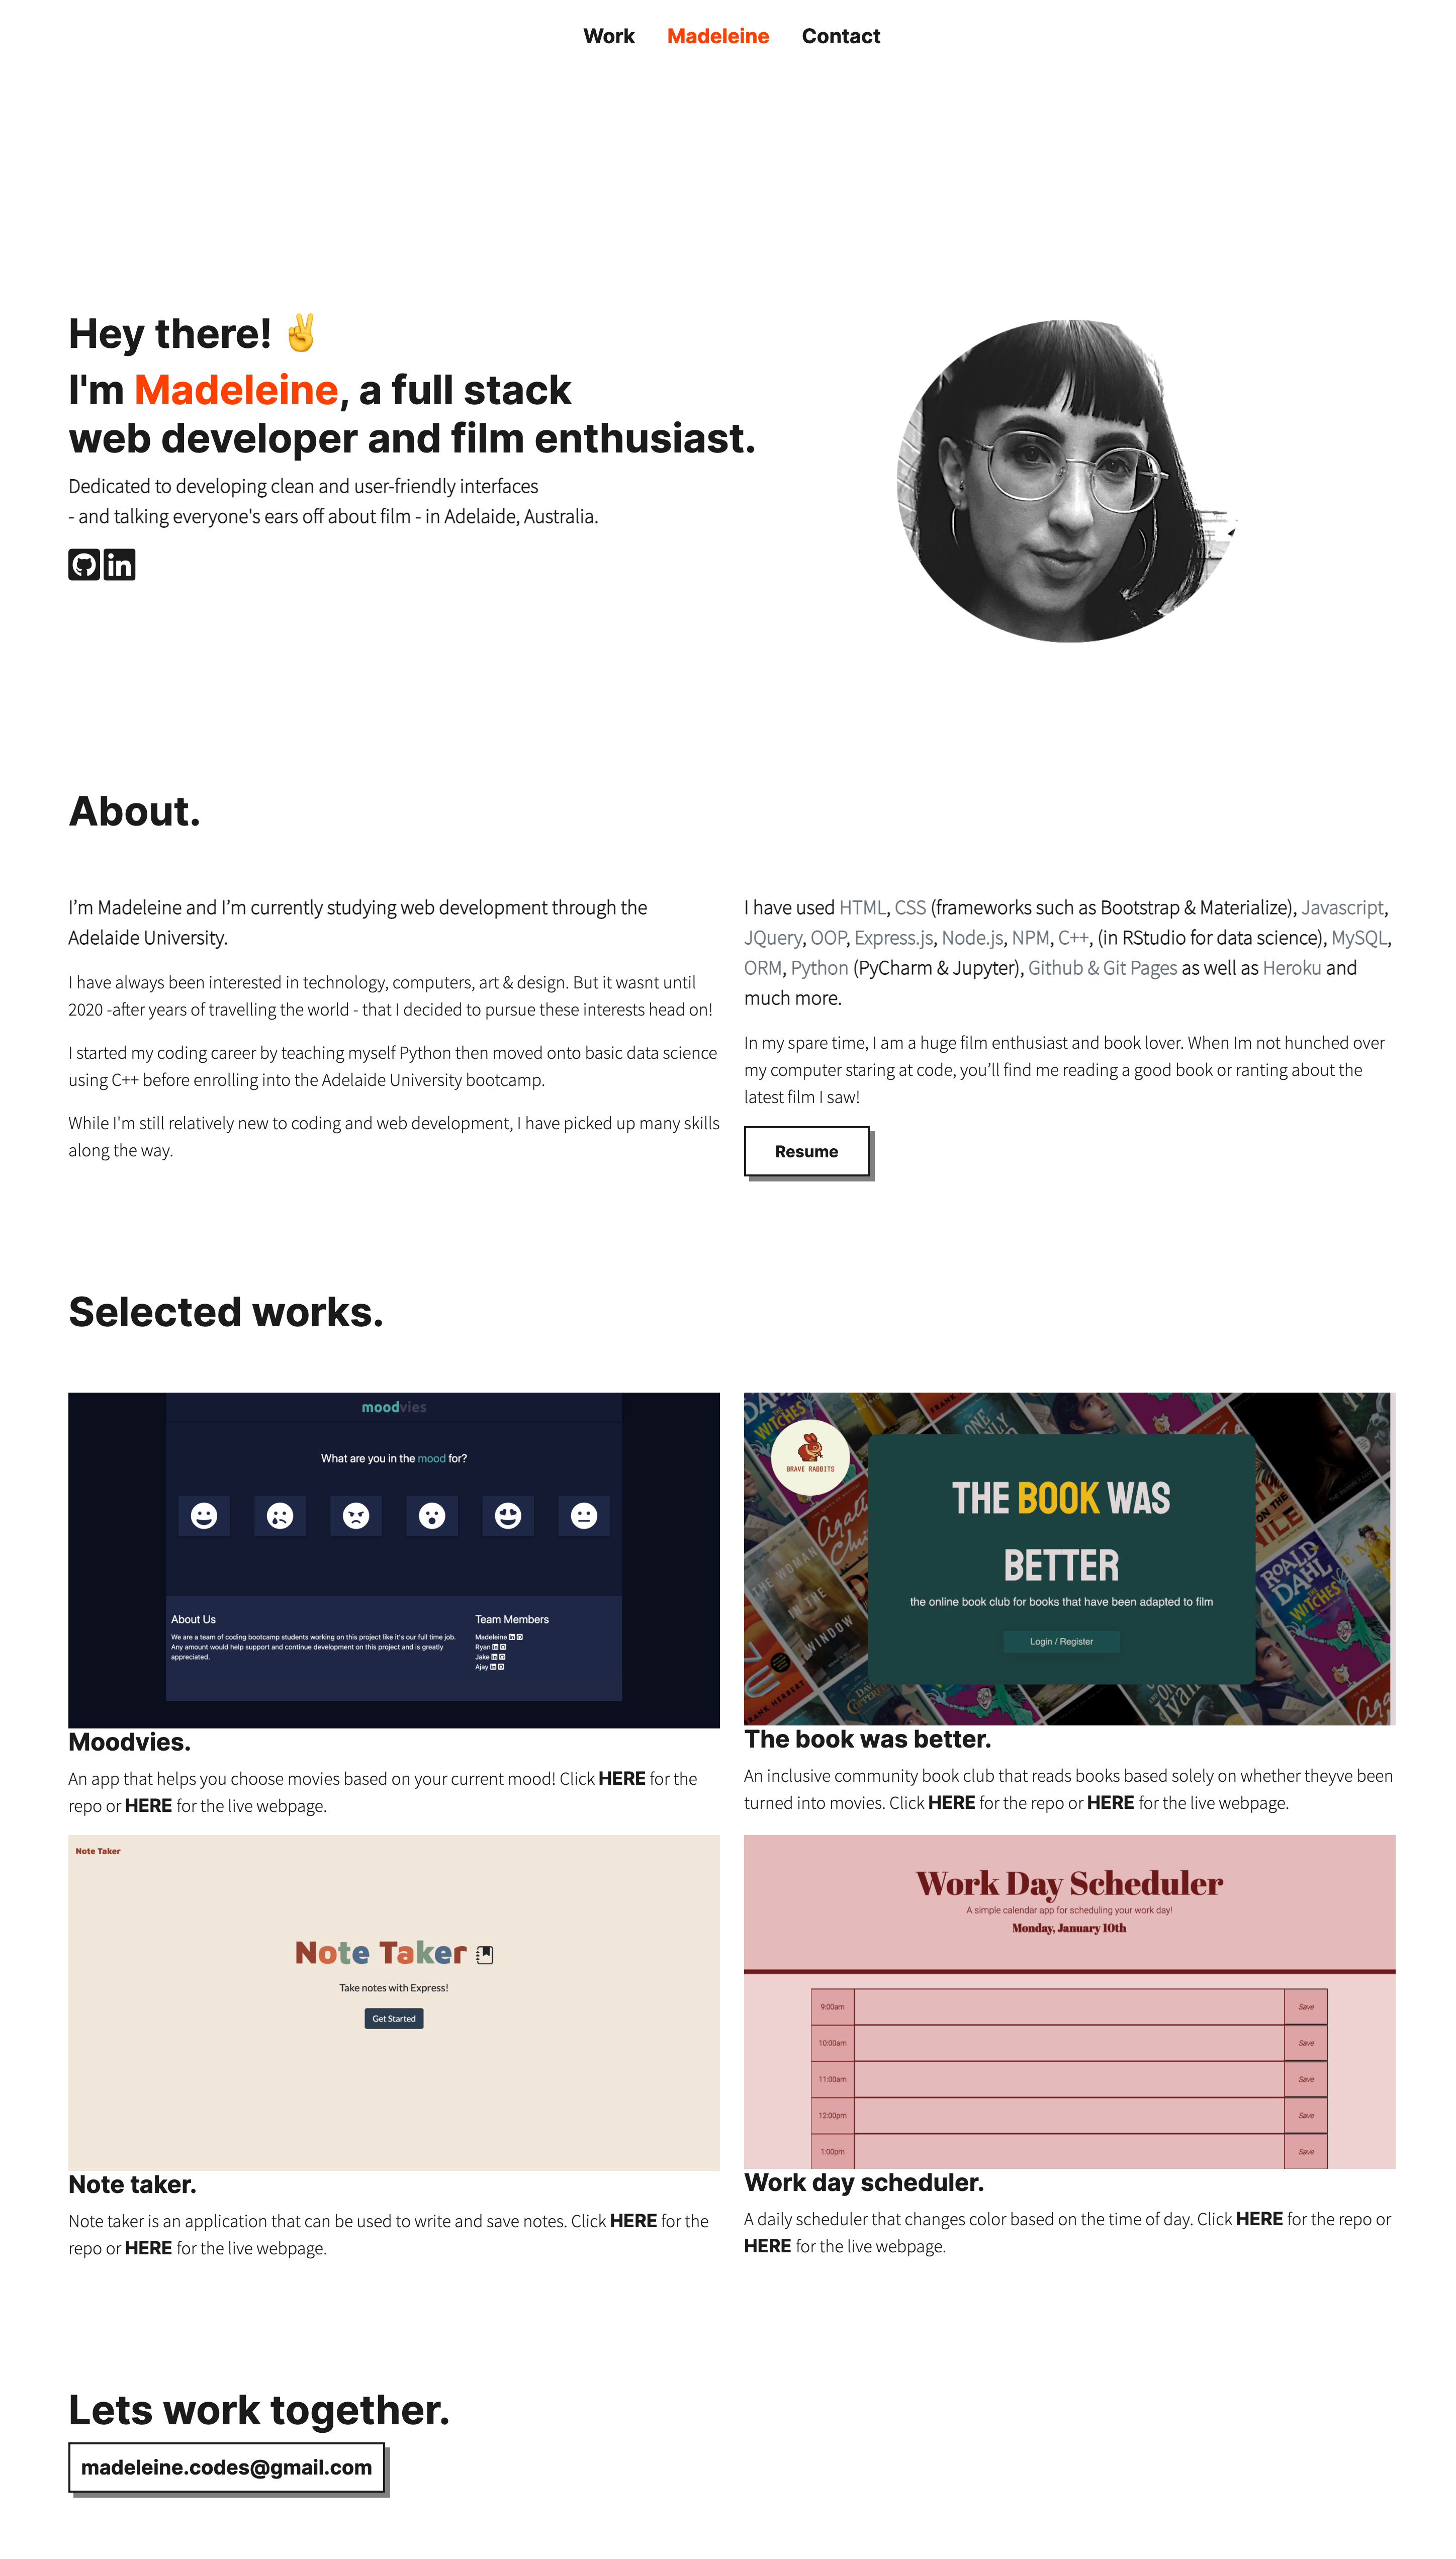 Work Madeleine Contact
Hey there! ✌
I'm Madeleine, a full stack
web developer and film enthusiast.
Dedicated to developing clean and user-friendly interfaces
- and talking everyone's ears off about film - in Adelaide, Australia.
in
About.
I’m Madeleine and I’m currently studying web development through the
Adelaide University.
I have always been interested in technology, computers, art & design. But it wasnt until
2020 -after years of travelling the world - that I decided to pursue these interests head on!
I started my coding career by teaching myself Python then moved onto basic data science
using C++ before enrolling into the Adelaide University bootcamp.
While I'm still relatively new to coding and web development, I have picked up many skills
along the way.
I have used HTML, CSS (frameworks such as Bootstrap & Materialize), Javascript,
JQuery, OOP, Express.js, Node.js, NPM, C++, (in RStudio for data science), MySQL,
ORM, Python (PyCharm & Jupyter), Github & Git Pages as well as Heroku and
much more.
In my spare time, I am a huge film enthusiast and book lover. When Im not hunched over
my computer staring at code, you’ll find me reading a good book or ranting about the
latest film I saw!
Resume
Selected works.
moodvies
What are you in the mood for?
About Us
We are a team of coding bootcamp students working on this project like it's our full time job.
Any amount would help support and continue development on this project and is greatly
appreciated.
Team Members
Madeleine
Ryan
Jake
Ajay
Moodvies.
An app that helps you choose movies based on your current mood! Click HERE for the
repo or HERE for the live webpage.
BRAVE RABBITS
THE BOOK WAS
BETTER
the online book club for books that have been adapted to film
Login / Register
WITCHES
THE WOMAN
IN THE
WINDOW
FRANK HERBERT
ROALD
DAHL
WITCHES
The book was better.
An inclusive community book club that reads books based solely on whether theyve been
turned into movies. Click HERE for the repo or HERE for the live webpage.
Note Taker
Note Taker
Take notes with Express!
Get Started
Note taker.
Note taker is an application that can be used to write and save notes. Click HERE for the
repo or HERE for the live webpage.
Work Day Scheduler
A simple calendar app for scheduling your work day!
Monday, January 10th
9:00am Save
10:00am Save
11:00am Save
12:00pm Save
1:00pm Save
Work day scheduler.
A daily scheduler that changes color based on the time of day. Click HERE for the repo or
HERE for the live webpage.
Lets work together.
madeleine.codes@gmail.com